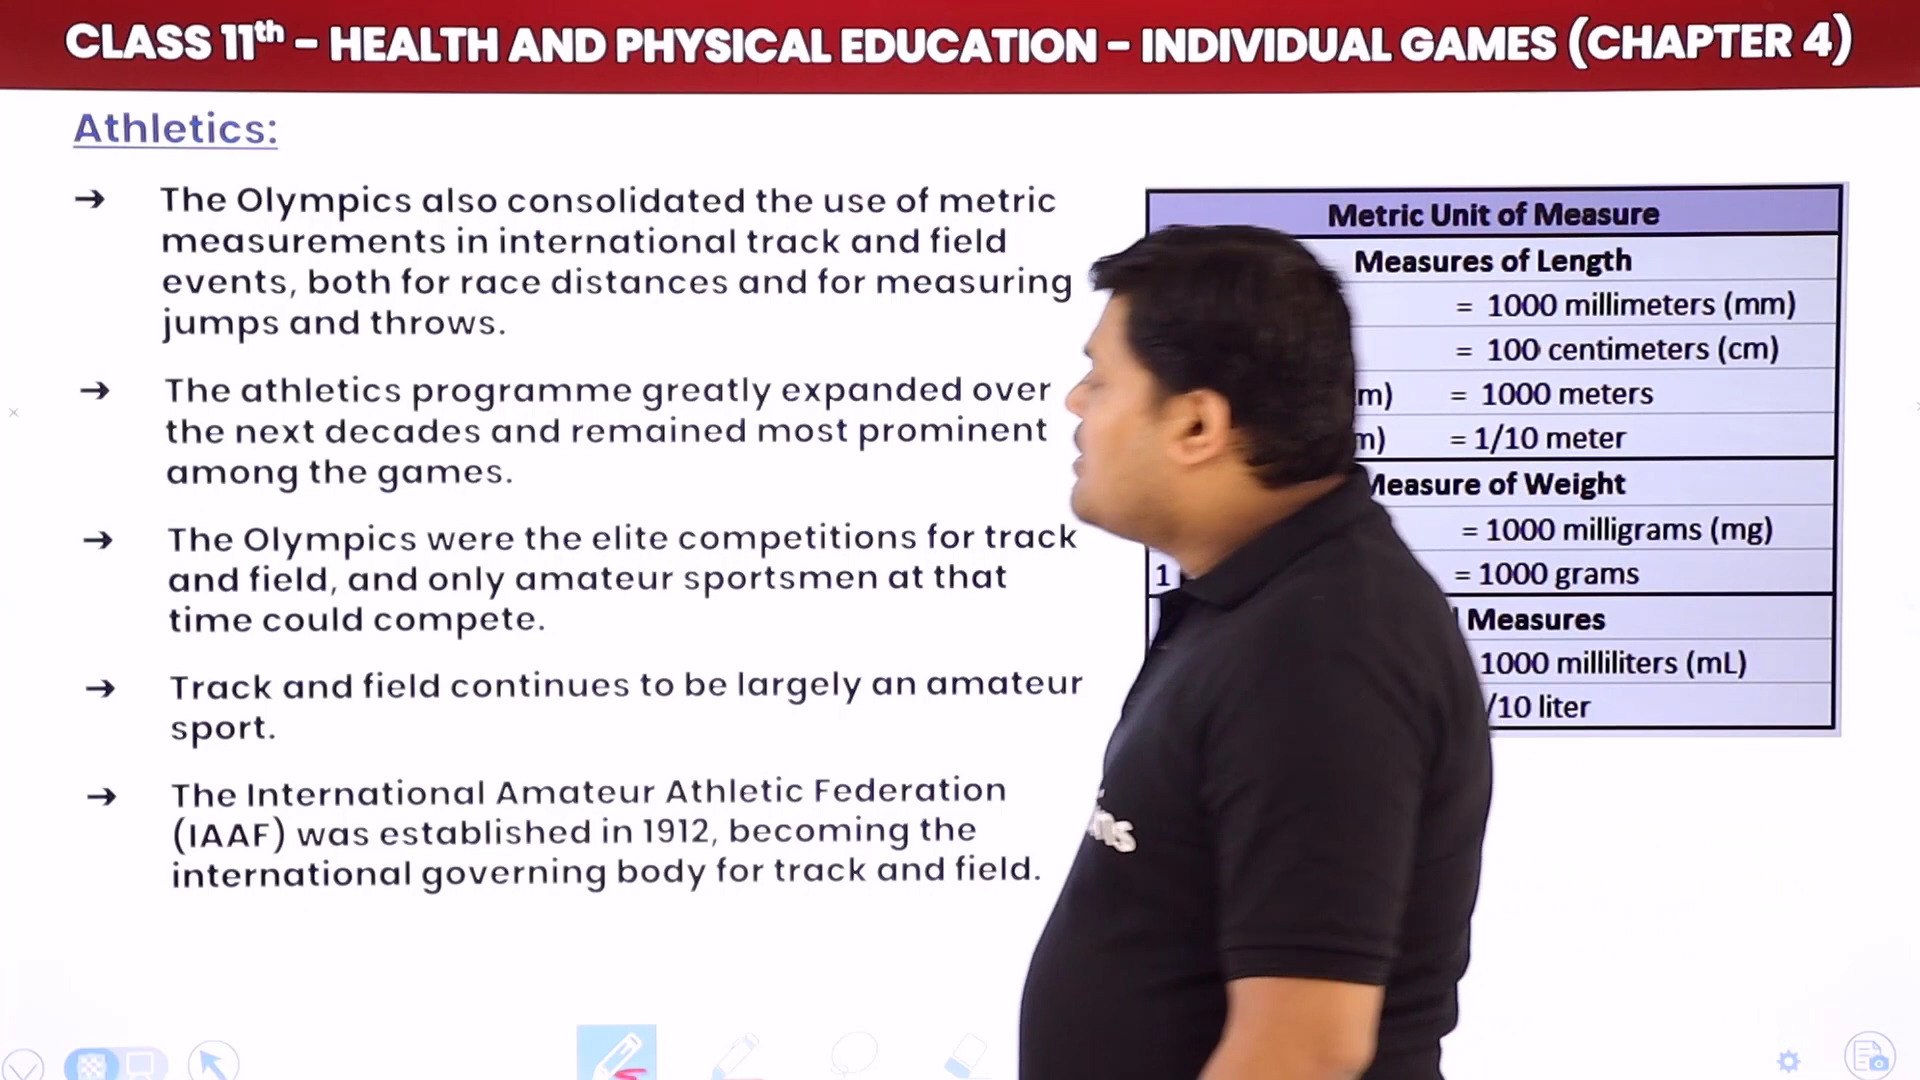 CLASS 11th - HEALTH AND PHYSICAL EDUCATION - INDIVIDUAL GAMES (CHAPTER 4)
Athletics:
→ The Olympics also consolidated the use of metric
measurements in international track and field
events, both for race distances and for measuring
jumps and throws.
→ The athletics programme greatly expanded over
the next decades and remained most prominent
among the games.
→ The Olympics were the elite competitions for track
and field, and only amateur sportsmen at that
time could compete.
→ Track and field continues to be largely an amateur
sport.
→ The International Amateur Athletic Federation
(IAAF) was established in 1912, becoming the
international governing body for track and field.
Metric Unit of Measure
Measures of Length
= 1000 millimeters (mm)
= 100 centimeters (cm)
m) = 1000 meters
m) = 1/10 meter
Measure of Weight
= 1000 milligrams (mg)
1 = 1000 grams
Measures
1000 milliliters (mL)
/10 liter